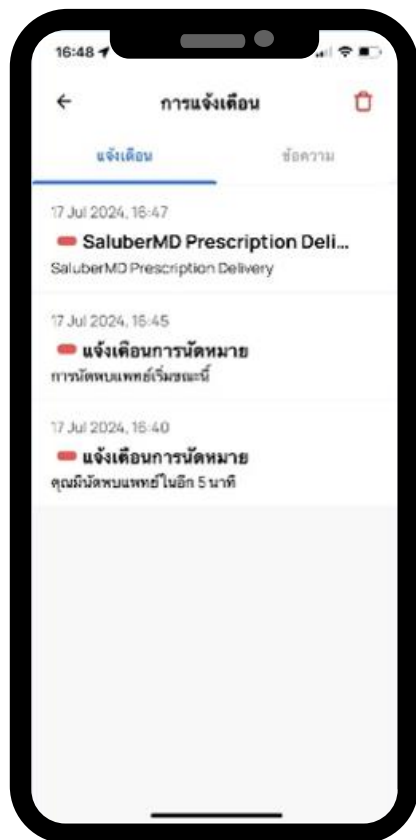 16:48
การแจ้งเตือน
แจ้งเตือน
ข้อความ
17 Jul 2024, 16:47
SaluberMD Prescription Deli...
SaluberMD Prescription Delivery
17 Jul 2024, 16:45
แจ้งเตือนการนัดหมาย
การนัดพบแพทย์เริ่มขณะนี้
17 Jul 2024, 16:40
แจ้งเตือนการนัดหมาย
คุณมีนัดพบแพทย์ในอีก 5 นาที